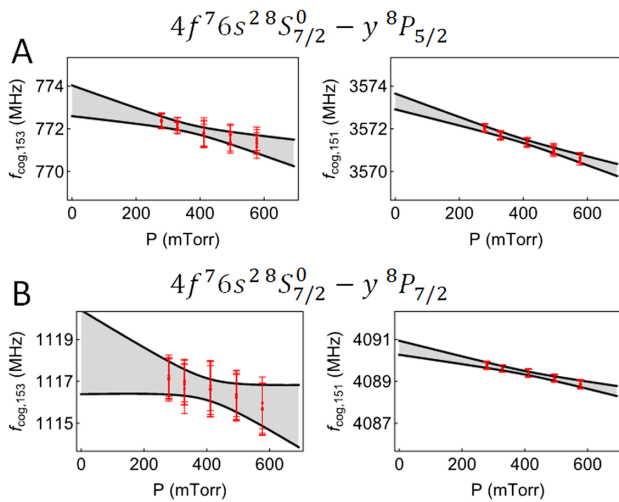 4f⁷6s² ⁸S⁰₇/₂ − y ⁸P₅/₂
A
f_cog,153 (MHz)
774
772
770
0 200 400 600
P (mTorr)
f_cog,151 (MHz)
3574
3572
3570
0 200 400 600
P (mTorr)
4f⁷6s² ⁸S⁰₇/₂ − y ⁸P₇/₂
B
f_cog,153 (MHz)
1119
1117
1115
0 200 400 600
P (mTorr)
f_cog,151 (MHz)
4091
4089
4087
0 200 400 600
P (mTorr)